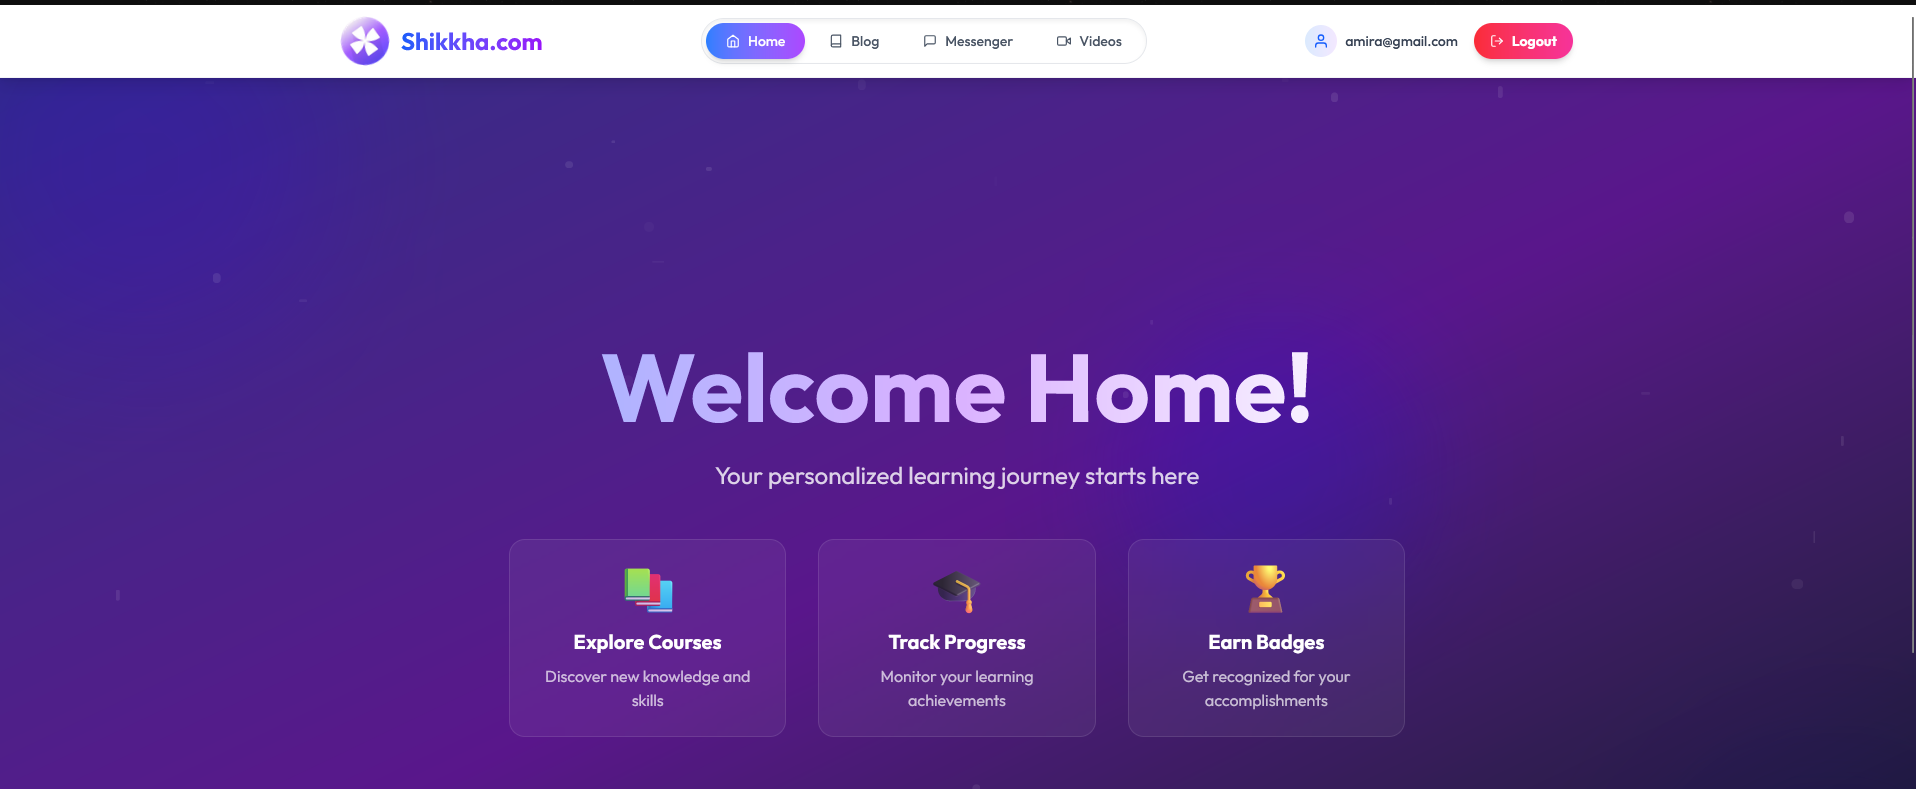 Shikkha.com
Home
Blog
Messenger
Videos
amira@gmail.com
Logout
Welcome Home!
Your personalized learning journey starts here
Explore Courses
Discover new knowledge and
skills
Track Progress
Monitor your learning
achievements
Earn Badges
Get recognized for your
accomplishments